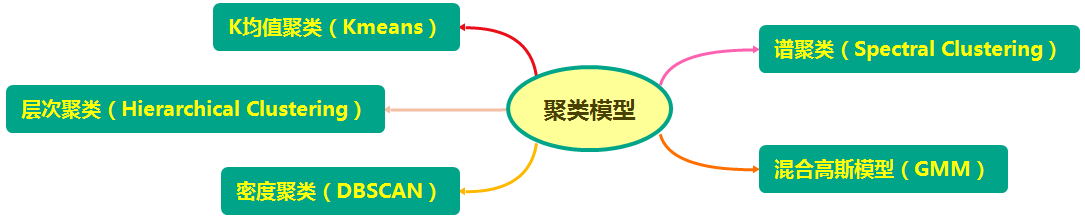 K均值聚类（Kmeans）
谱聚类（Spectral Clustering）
层次聚类（Hierarchical Clustering）
聚类模型
密度聚类（DBSCAN）
混合高斯模型（GMM）